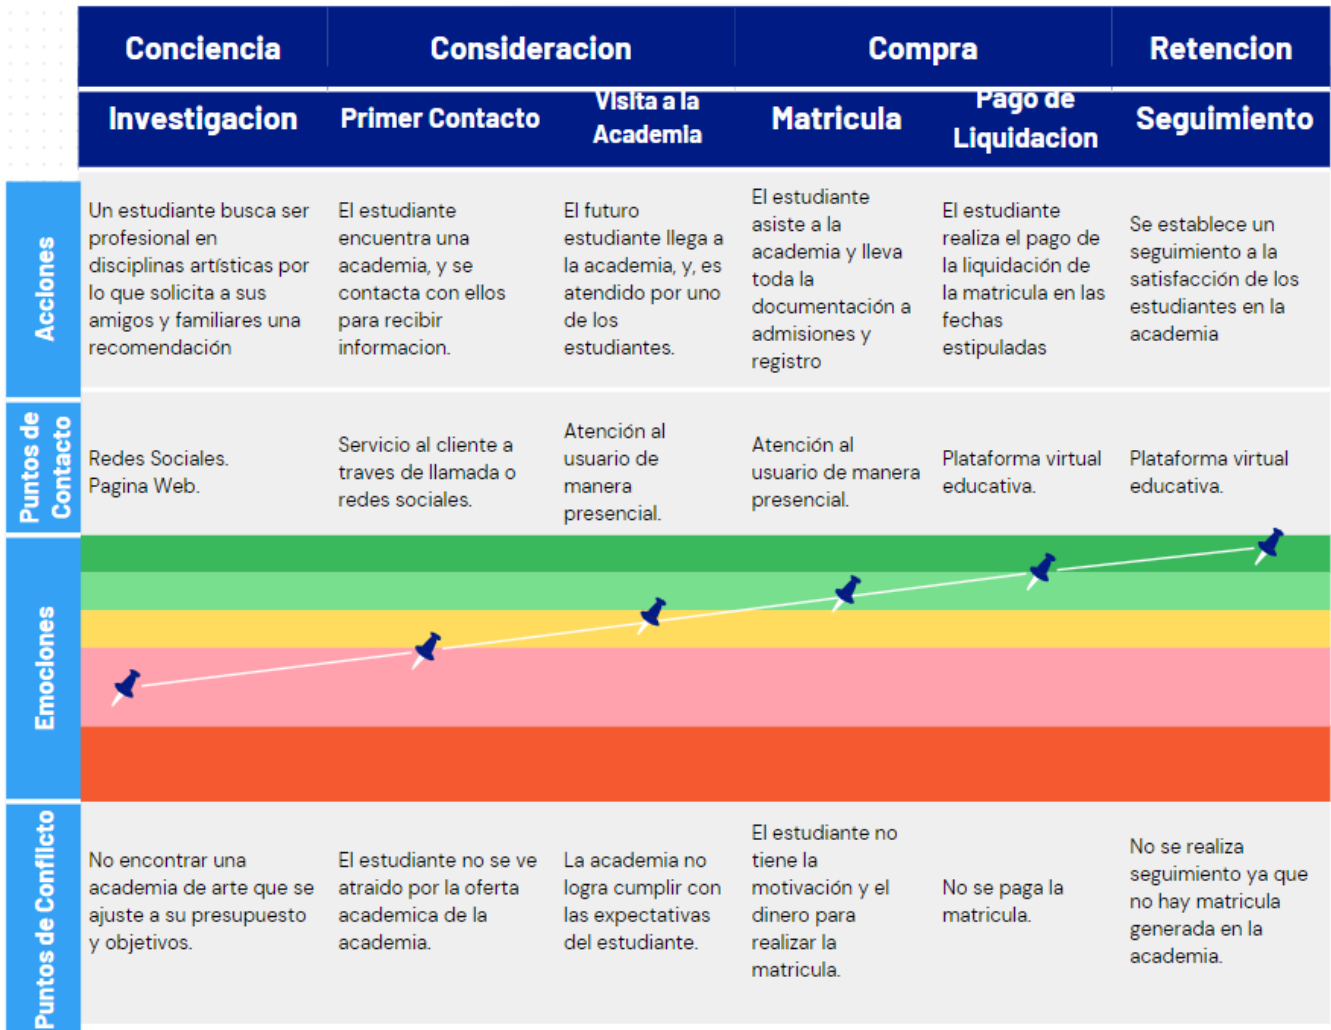 Conciencia
Consideracion
Compra
Retencion
Investigacion
Primer Contacto
Visita a la
Academia
Matricula
Pago de
Liquidacion
Seguimiento
Acciones
Un estudiante busca ser
profesional en
disciplinas artísticas por
lo que solicita a sus
amigos y familiares una
recomendación
El estudiante
encuentra una
academia, y se
contacta con ellos
para recibir
informacion.
El futuro
estudiante llega a
la academia, y, es
atendido por uno
de los
estudiantes.
El estudiante
asiste a la
academia y lleva
toda la
documentación a
admisiones y
registro
El estudiante
realiza el pago de
la liquidación de
la matricula en las
fechas
estipuladas
Se establece un
seguimiento a la
satisfacción de los
estudiantes en la
academia
Puntos de
Contacto
Redes Sociales.
Pagina Web.
Servicio al cliente a
traves de llamada o
redes sociales.
Atención al
usuario de
manera
presencial.
Atención al
usuario de manera
presencial.
Plataforma virtual
educativa.
Plataforma virtual
educativa.
Emociones
Puntos de Conflicto
No encontrar una
academia de arte que se
ajuste a su presupuesto
y objetivos.
El estudiante no se ve
atraido por la oferta
academica de la
academia.
La academia no
logra cumplir con
las expectativas
del estudiante.
El estudiante no
tiene la
motivación y el
dinero para
realizar la
matricula.
No se paga la
matricula.
No se realiza
seguimiento ya que
no hay matricula
generada en la
academia.